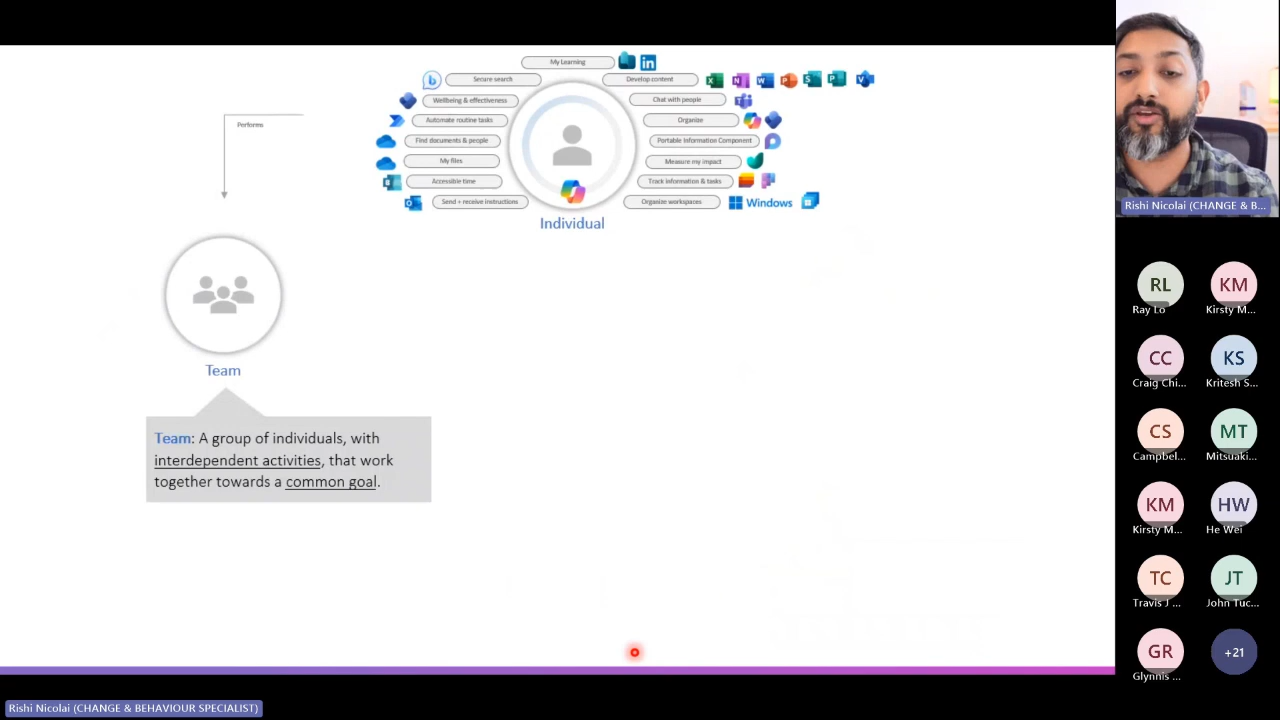 My Learning
Secure search
Develop content
Wellbeing & effectiveness
Chat with people
Performs
Automate routine tasks
Organize
Find documents & people
Portable Information Component
My files
Measure my impact
Accessible time
Track information & tasks
Send + receive instructions
Organize workspaces
Windows
Individual
Team
Team: A group of individuals, with
interdependent activities, that work
together towards a common goal.
Rishi Nicolai (CHANGE & B...
RL
Ray Lo
KM
Kirsty M...
CC
Craig Chi...
KS
Kritesh S...
CS
Campbel...
MT
Mitsuaki...
KM
Kirsty M...
HW
He Wei
TC
Travis J ...
JT
John Tuc...
GR
Glynnis ...
+21
Rishi Nicolai (CHANGE & BEHAVIOUR SPECIALIST)